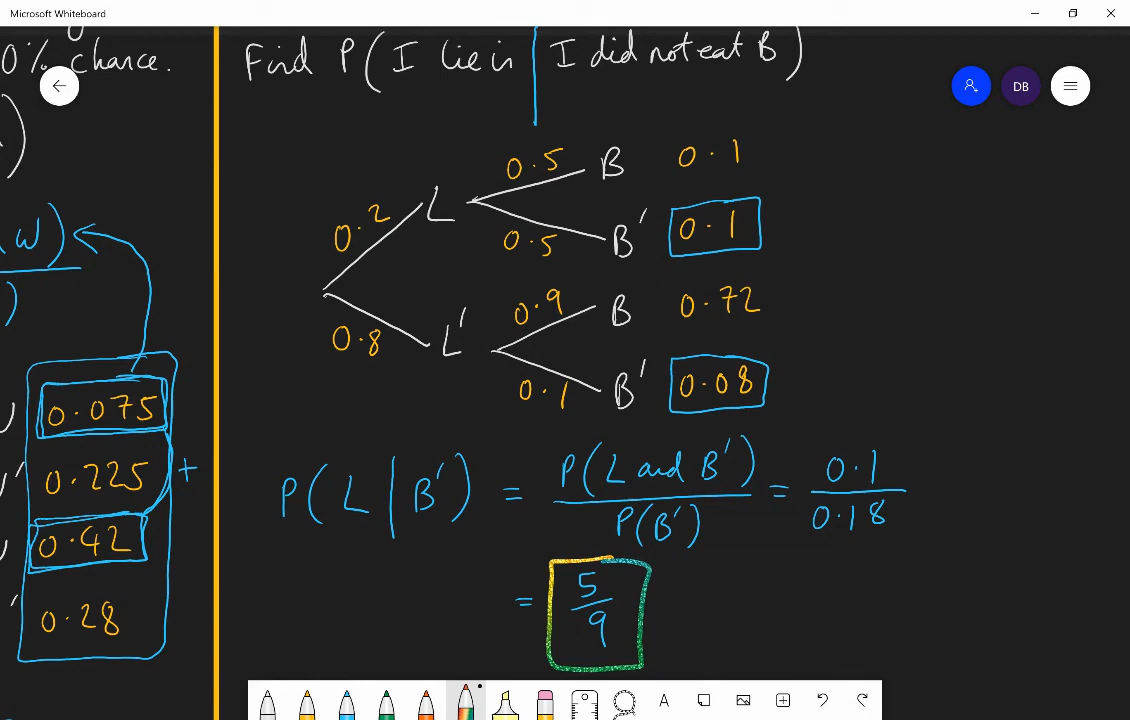 Microsoft Whiteboard
0% chance.
Find P( I lie in | I did not eat B)
DB
0.5 B 0.1
0.2 L
0.5 B' 0.1
W)
0.9 B 0.72
0.8 L'
0.1 B' 0.08
0.075
0.225 +
0.42
0.28
P( L | B' ) = P(L and B') / P(B') = 0.1 / 0.18
= 5/9
A